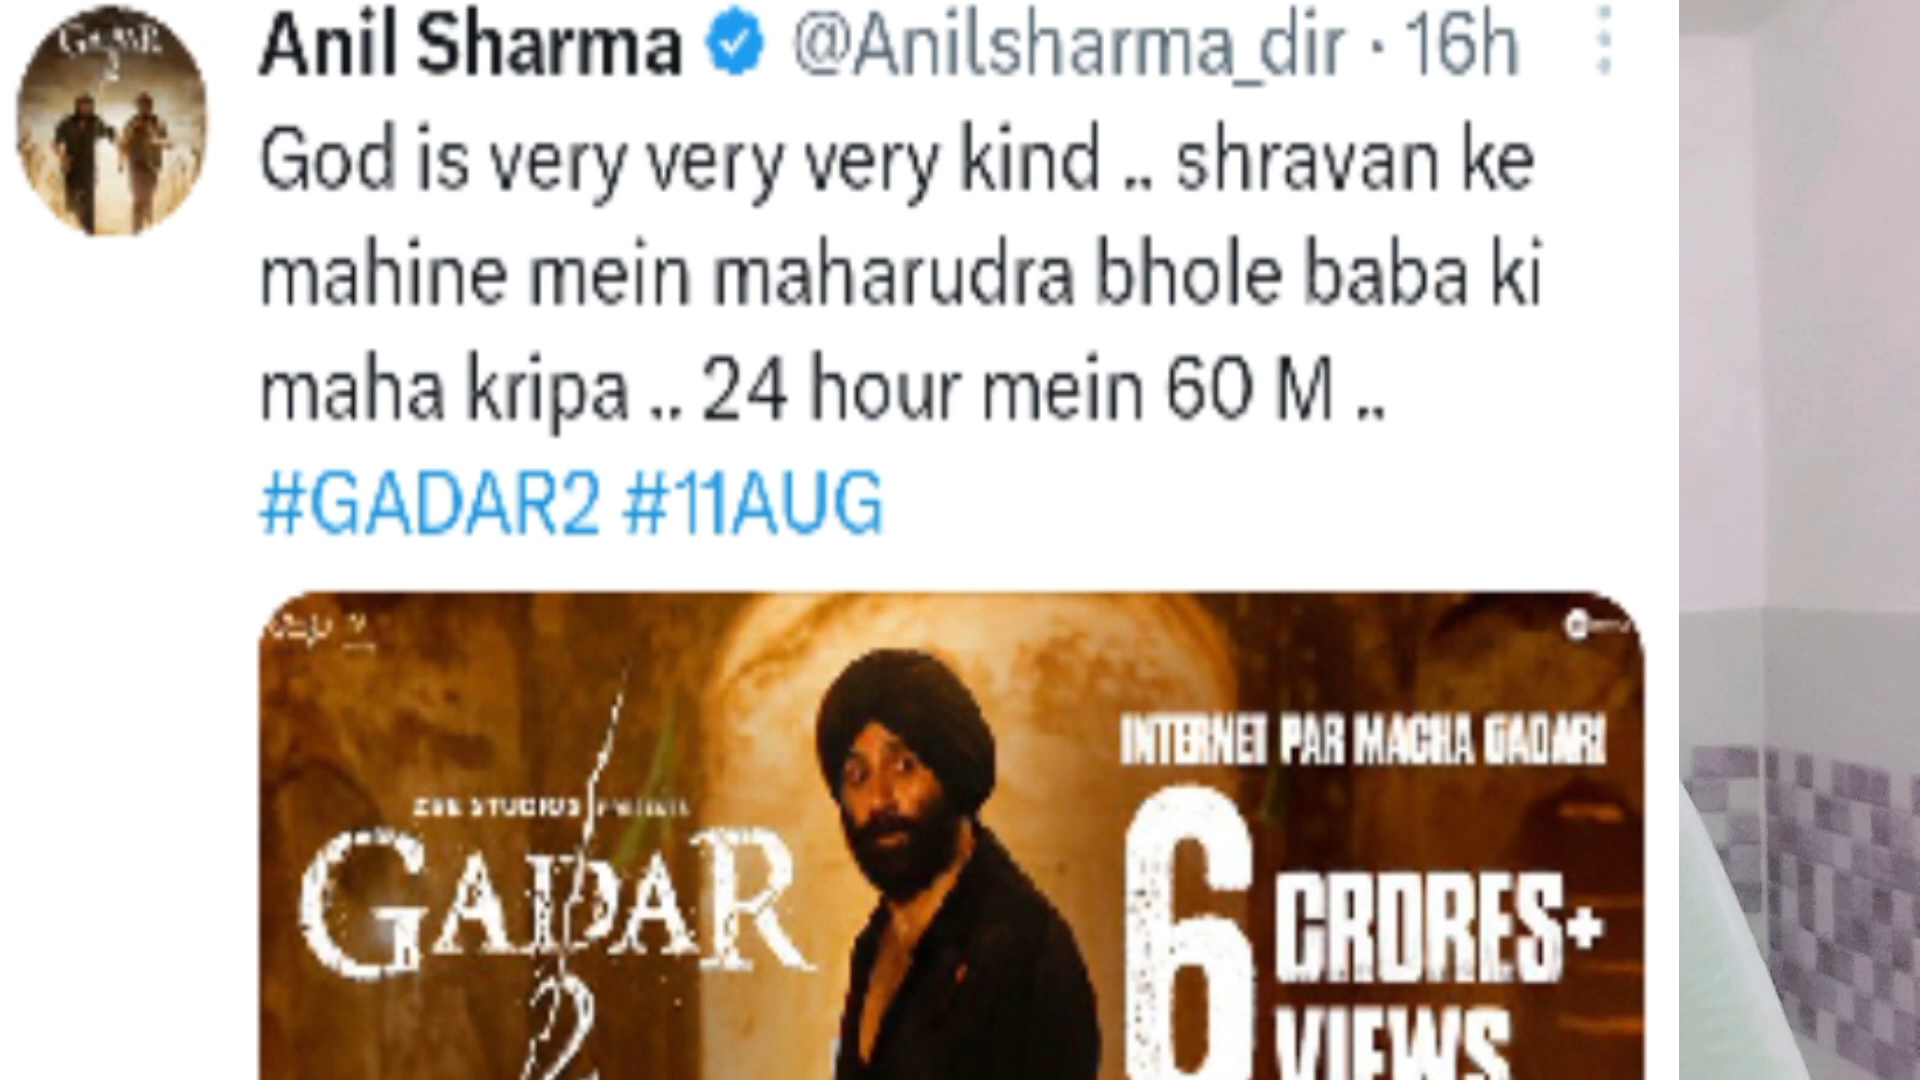 GADAR
2
Anil Sharma @Anilsharma_dir · 16h
God is very very very kind .. shravan ke
mahine mein maharudra bhole baba ki
maha kripa .. 24 hour mein 60 M ..
#GADAR2 #11AUG
ZEE STUDIOS PRESENTS
GADAR
2
INTERNET PAR MACHA GADAR!
6
CRORES+
VIEWS